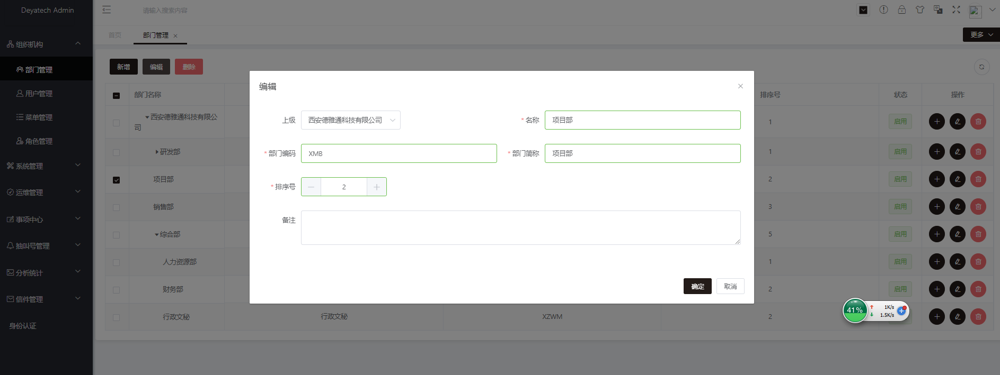 Deyatech Admin
请输入搜索内容
首页
部门管理
更多
组织机构
部门管理
用户管理
菜单管理
角色管理
系统管理
运维管理
事项中心
抽叫号管理
分析统计
信件管理
身份认证
新增 编辑 删除
部门名称 排序号 状态 操作
西安德雅通科技有限公
司
1 启用
研发部 1 启用
项目部 2 启用
销售部 3 启用
综合部 5 启用
人力资源部 1 启用
财务部 2 启用
行政文秘 行政文秘 XZWM 2
编辑
上级 西安德雅通科技有限公司 * 名称 项目部
* 部门编码 XMB * 部门简称 项目部
* 排序号 2
备注
确定 取消
41% 1K/s
1.5K/s